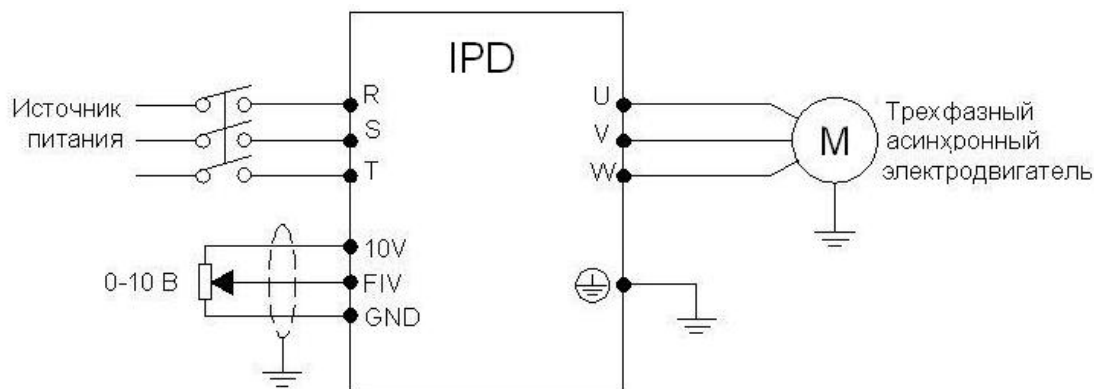 IPD
Источник
питания
R
S
T
U
V
W
M
Трехфазный
асинхронный
электродвигатель
0-10 В
10V
FIV
GND